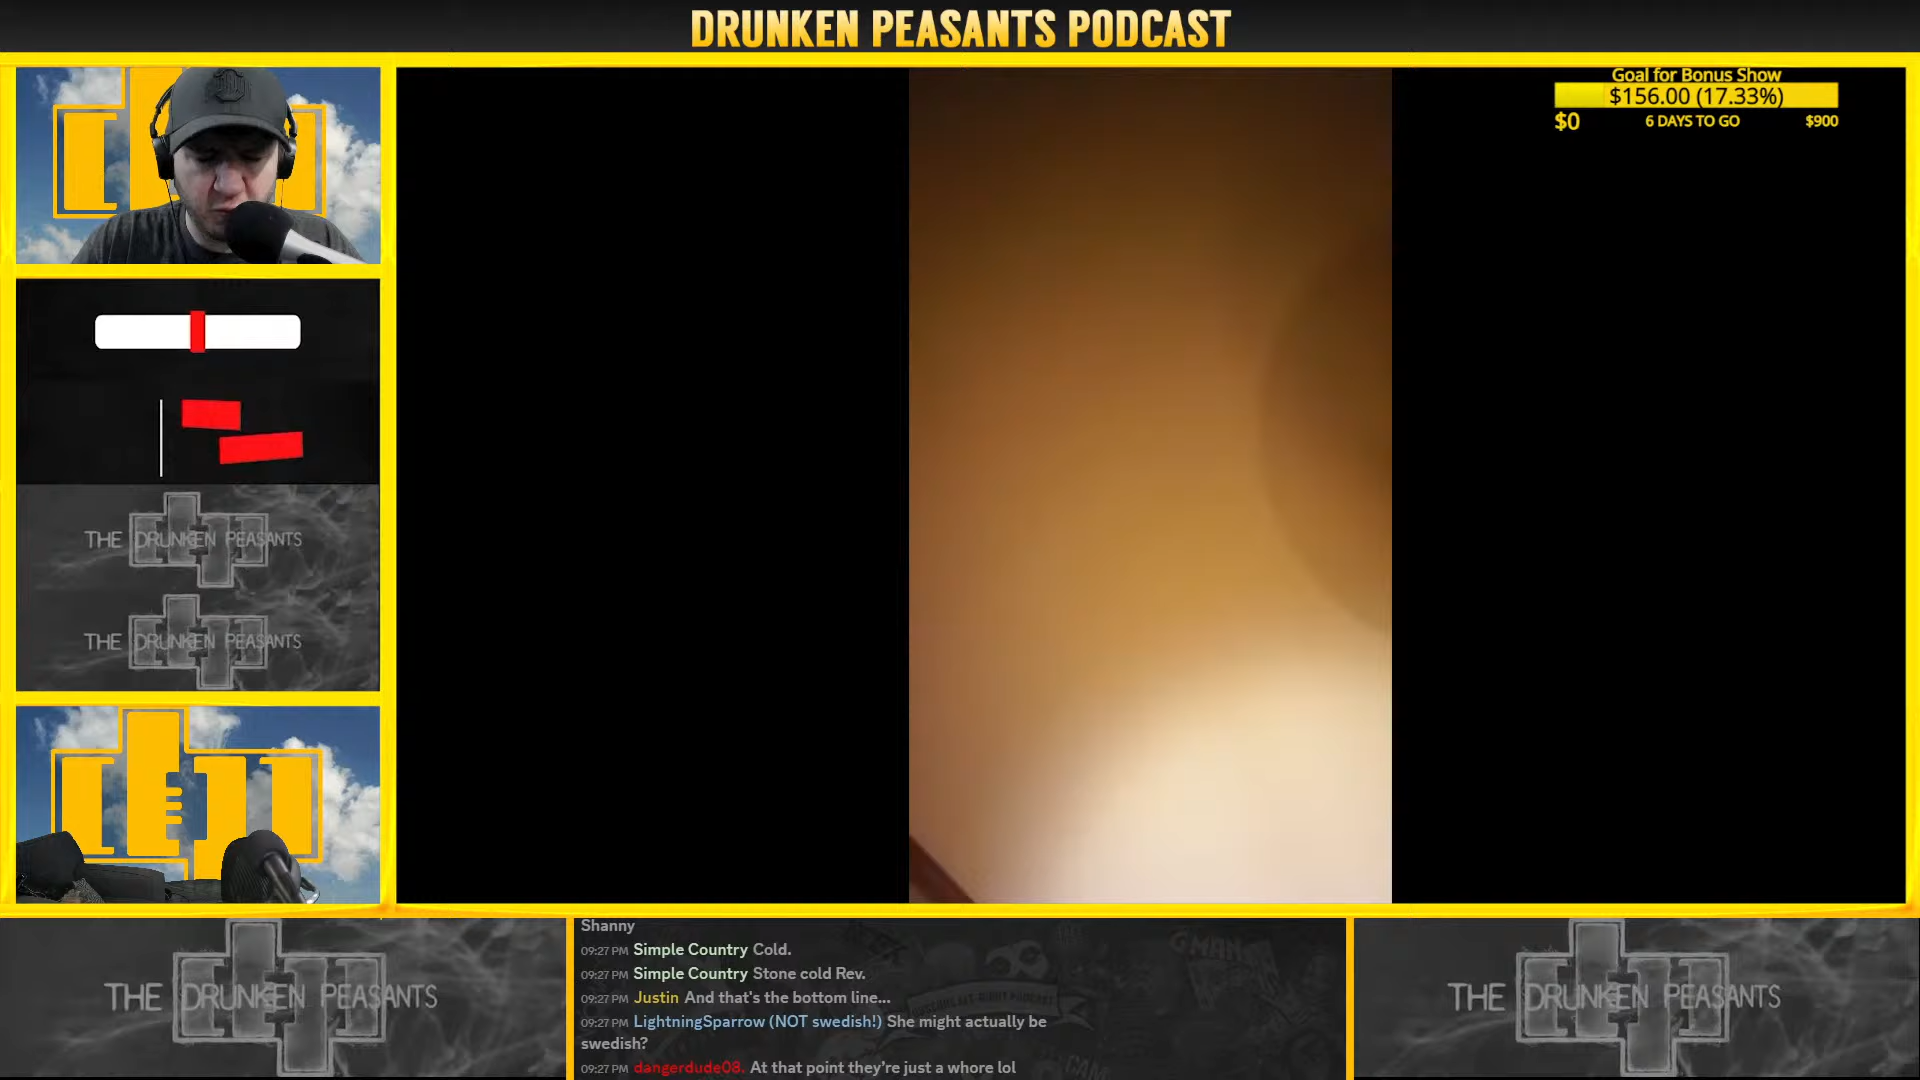 DRUNKEN PEASANTS PODCAST
Goal for Bonus Show
$156.00 (17.33%)
$0 6 DAYS TO GO $900
THE DRUNKEN PEASANTS
THE DRUNKEN PEASANTS
Shanny
09:27 PM Simple Country Cold.
09:27 PM Simple Country Stone cold Rev.
09:27 PM Justin And that's the bottom line...
09:27 PM LightningSparrow (NOT swedish!) She might actually be
swedish?
09:27 PM dangerdude08. At that point they're just a whore lol
THE DRUNKEN PEASANTS
THE DRUNKEN PEASANTS
GMAN